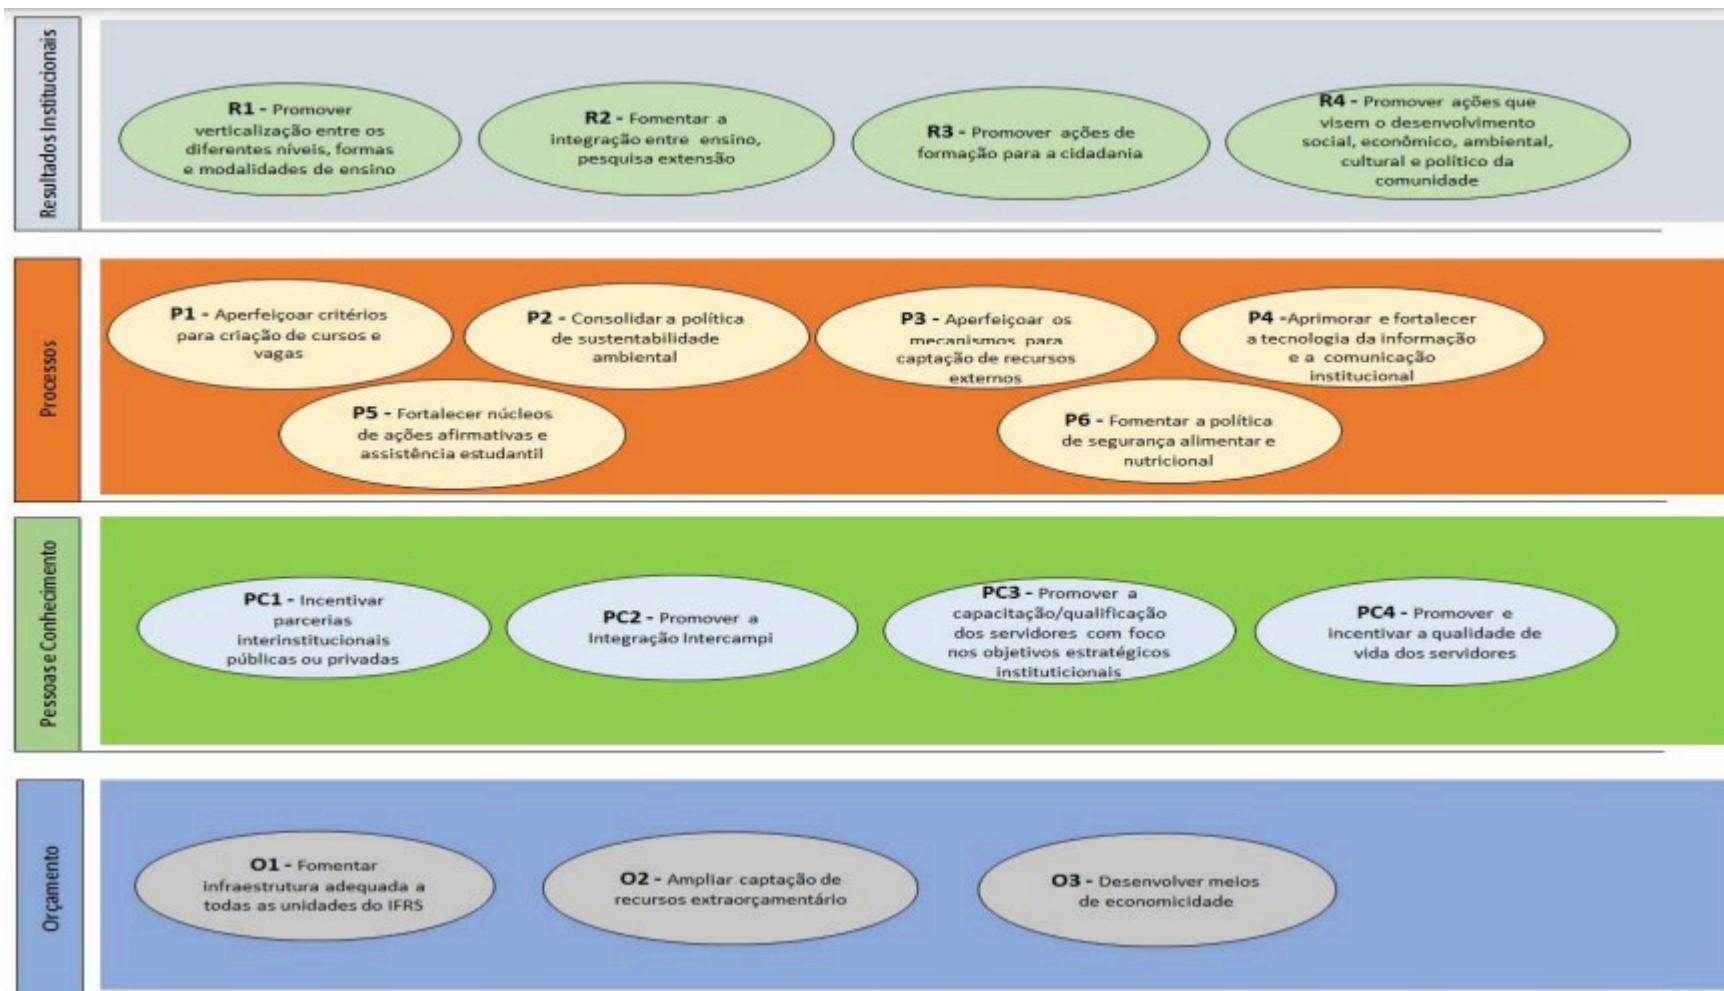 Resultados Institucionais
R1 - Promover
verticalização entre os
diferentes níveis, formas
e modalidades de ensino
R2 - Fomentar a
integração entre ensino,
pesquisa extensão
R3 - Promover ações de
formação para a cidadania
R4 - Promover ações que
visem o desenvolvimento
social, econômico, ambiental,
cultural e político da
comunidade
Processos
P1 - Aperfeiçoar critérios
para criação de cursos e
vagas
P2 - Consolidar a política
de sustentabilidade
ambiental
P3 - Aperfeiçoar os
mecanismos para
captação de recursos
externos
P4 -Aprimorar e fortalecer
a tecnologia da informação
e a comunicação
institucional
P5 - Fortalecer núcleos
de ações afirmativas e
assistência estudantil
P6 - Fomentar a política
de segurança alimentar e
nutricional
Pessoas e Conhecimento
PC1 - Incentivar
parcerias
interinstitucionais
públicas ou privadas
PC2 - Promover a
Integração Intercampi
PC3 - Promover a
capacitação/qualificação
dos servidores com foco
nos objetivos estratégicos
instituticionais
PC4 - Promover e
incentivar a qualidade de
vida dos servidores
Orçamento
O1 - Fomentar
infraestrutura adequada a
todas as unidades do IFRS
O2 - Ampliar captação de
recursos extraorçamentário
O3 - Desenvolver meios
de economicidade